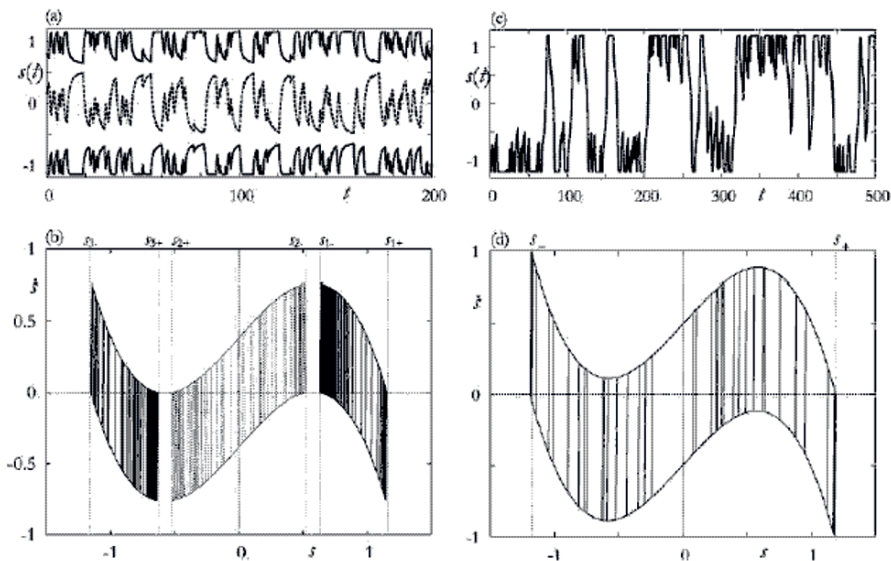 (a)
(c)
1
s(t)
0
-1
0 100 t 200
1
s(t)
0
-1
0 100 200 300 t 400 500
(b)
s3- s3+ s2+ s2- s1- s1+
1
0.5
0
-0.5
-1
-1 0 s 1
(d)
s- s+
1
0
-1
-1 0 s 1